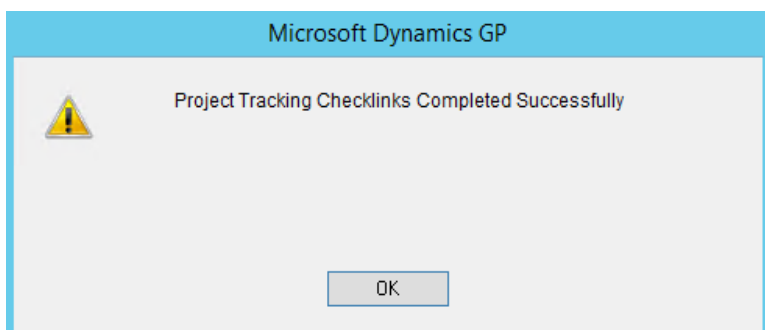 Microsoft Dynamics GP
Project Tracking Checklinks Completed Successfully
OK